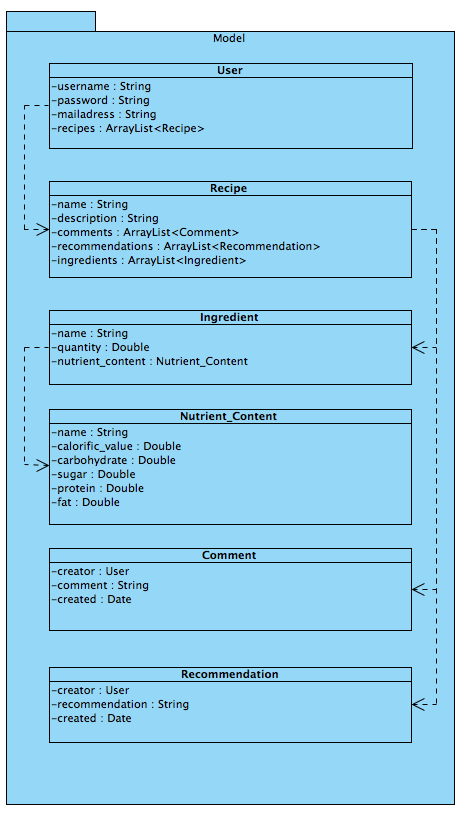 Model
User
-username : String
-password : String
-mailadress : String
-recipes : ArrayList<Recipe>
Recipe
-name : String
-description : String
-comments : ArrayList<Comment>
-recommendations : ArrayList<Recommendation>
-ingredients : ArrayList<Ingredient>
Ingredient
-name : String
-quantity : Double
-nutrient_content : Nutrient_Content
Nutrient_Content
-name : String
-calorific_value : Double
-carbohydrate : Double
-sugar : Double
-protein : Double
-fat : Double
Comment
-creator : User
-comment : String
-created : Date
Recommendation
-creator : User
-recommendation : String
-created : Date